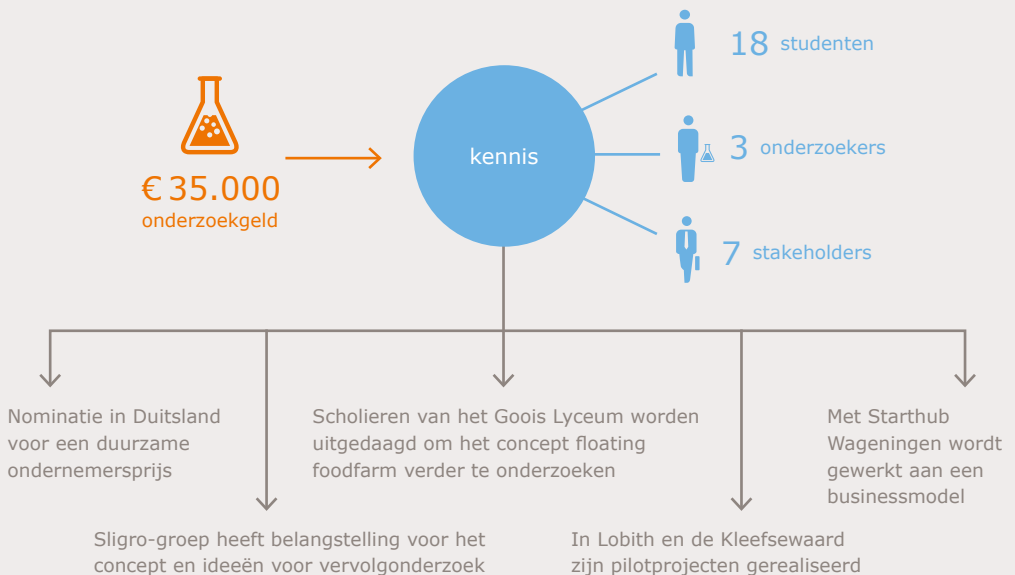 € 35.000
onderzoekgeld
kennis
18 studenten
3 onderzoekers
7 stakeholders
Nominatie in Duitsland
voor een duurzame
ondernemersprijs
Sligro-groep heeft belangstelling voor het
concept en ideeën voor vervolgonderzoek
Scholieren van het Goois Lyceum worden
uitgedaagd om het concept floating
foodfarm verder te onderzoeken
In Lobith en de Kleefsewaard
zijn pilotprojecten gerealiseerd
Met Starthub
Wageningen wordt
gewerkt aan een
businessmodel